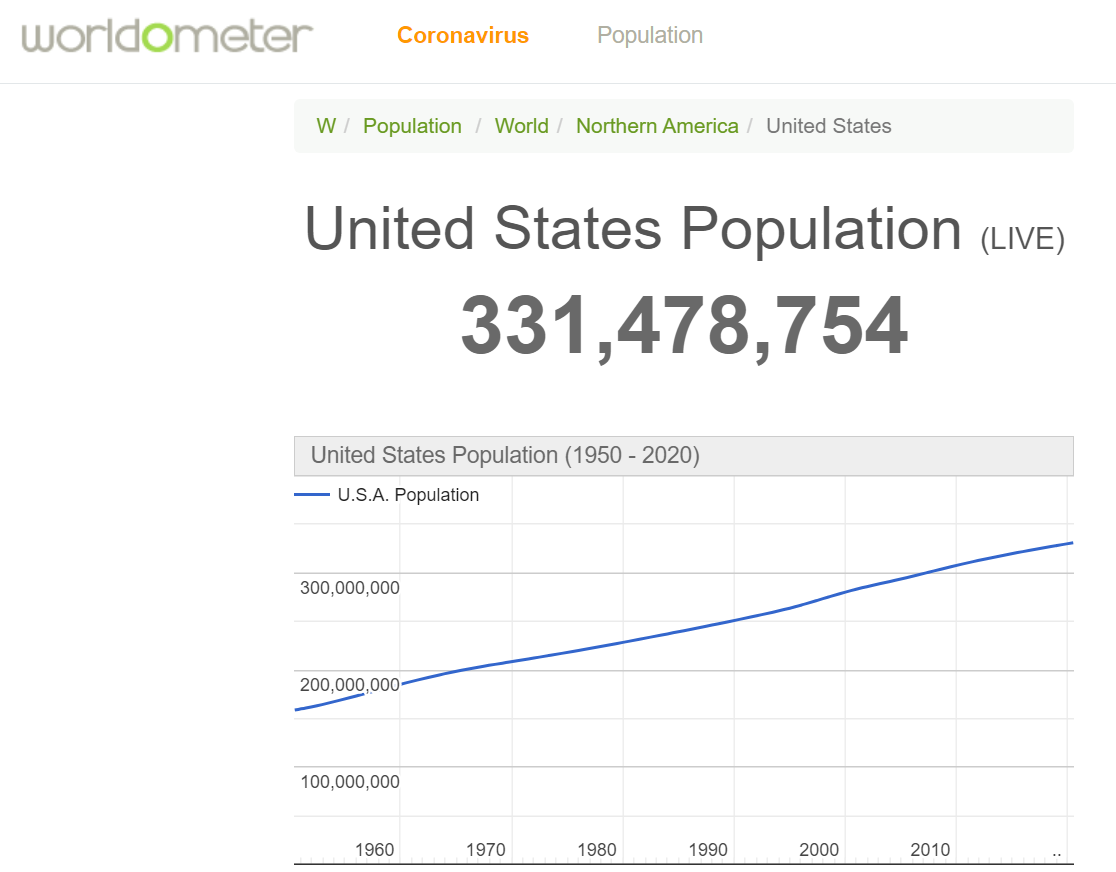 worldometer Coronavirus Population
W / Population / World / Northern America / United States
United States Population (LIVE)
331,478,754
United States Population (1950 - 2020)
U.S.A. Population
300,000,000
200,000,000
100,000,000
1960 1970 1980 1990 2000 2010 ..